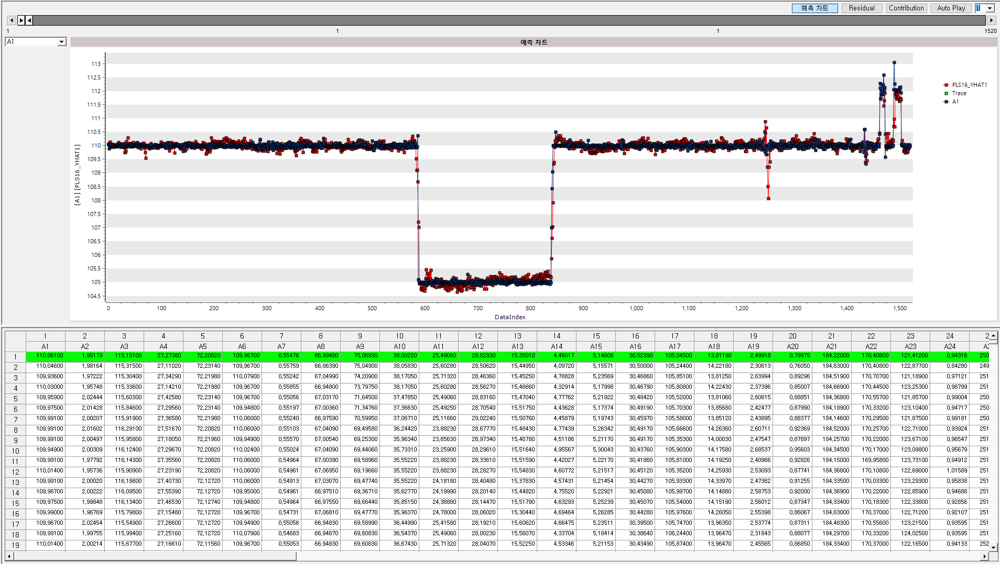 예측 차트 Residual Contribution Auto Play 1
1 1 1 1520
A1
예측 차트
113
112.5
112
111.5
111
110.5
110
109.5
109
108.5
108
107.5
107
106.5
106
105.5
105
104.5
[A1] [PLS16_YHAT1]
0 100 200 300 400 500 600 700 800 900 1,000 1,100 1,200 1,300 1,400 1,500
DataIndex
PLS16_YHAT1
Trace
A1
1 2 3 4 5 6 7 8 9 10 11 12 13 14 15 16 17 18 19 20 21 22 23 24 2
A1 A2 A3 A4 A5 A6 A7 A8 A9 A10 A11 A12 A13 A14 A15 A16 A17 A18 A19 A20 A21 A22 A23 A24
1 110,06100 1,95173 115,15100 27,27380 72,20820 109,96700 0,55476 66,99480 75,06930 38,00220 25,49060 28,82930 15,35010 4,46017 5,14606 30,52390 105,04500 13,81190 2,49918 0,79975 184,22000 170,40800 121,41200 0,94316 250
2 110,04600 1,98164 115,31500 27,11020 72,23140 109,96700 0,55759 66,86390 75,04900 38,05830 25,60280 28,50620 15,44950 4,09720 5,15571 30,50000 105,24400 14,22180 2,30613 0,76050 184,63000 170,40800 122,87700 0,84280 249
3 109,93600 1,97222 115,30400 27,34290 72,21980 110,07900 0,55242 67,04990 74,20900 38,17050 25,71320 28,46360 15,45250 4,78828 5,23569 30,46860 105,85100 13,81250 2,63994 0,89296 184,51900 170,70700 121,18900 0,97121 251
4 110,03000 1,95748 115,33600 27,14210 72,21980 109,96700 0,55855 66,94800 73,79750 38,17050 25,60280 28,56270 15,46660 4,32914 5,17998 30,46790 105,80800 14,22430 2,37396 0,85007 184,66900 170,44500 123,25300 0,98799 251
5 109,95900 2,02444 115,60300 27,42580 72,23140 109,96700 0,55056 67,03170 71,64500 37,47850 25,49060 28,83160 15,47040 4,77762 5,21922 30,48420 105,52000 13,81060 2,60615 0,88851 184,36800 170,55700 121,85700 0,99004 250
6 109,97500 2,01428 115,84600 27,29560 72,23140 109,94800 0,55197 67,00360 71,34760 37,36630 25,49250 28,70540 15,51750 4,43628 5,17374 30,49190 105,70300 13,85680 2,42477 0,87990 184,18900 170,33200 123,10400 0,94717 250
7 109,99100 2,00207 115,91900 27,36580 72,21980 110,06000 0,55240 66,97590 70,59950 37,06710 25,11660 29,02240 15,50760 4,45879 5,19743 30,45970 105,58000 13,85120 2,43895 0,88377 184,14600 170,29500 121,87500 0,99181 250
8 109,99100 2,01602 116,29100 27,51670 72,20820 110,06000 0,55103 67,04090 69,49580 36,24420 23,88230 28,67770 15,48430 4,77439 5,26342 30,49170 105,66600 14,26360 2,60711 0,92369 184,52000 170,25700 122,71000 0,93924 251
9 109,99100 2,00497 115,95800 27,18050 72,21960 109,94900 0,55570 67,00540 69,25300 35,96340 23,65630 28,97340 15,46780 4,51186 5,21170 30,49170 105,35300 14,00030 2,47547 0,87897 184,25700 170,22000 123,67100 0,96547 251
10 109,94900 2,00309 116,12400 27,29670 72,20820 110,02400 0,55024 67,04090 69,44060 35,73310 23,25900 28,29610 15,51640 4,95567 5,30043 30,43760 105,90300 14,17580 2,68537 0,95603 184,34500 170,17000 123,09800 0,95679 251
11 109,99100 1,97792 116,14300 27,35560 72,20820 110,06000 0,54964 67,00390 69,58960 35,55220 23,88230 28,33610 15,51590 4,42027 5,22170 30,41860 105,81000 14,19250 2,40966 0,92826 184,15000 169,95800 123,73100 0,94912 251
12 110,01400 1,95736 115,90900 27,23190 72,20820 110,06000 0,54961 67,06950 69,19660 35,55220 23,88230 28,28270 15,54830 4,60772 5,21517 30,45120 105,35200 14,25930 2,53093 0,87741 184,36800 170,10800 122,69000 1,01589 251
13 109,99100 2,00020 116,18600 27,40730 72,12720 110,06000 0,54913 67,03070 69,47740 35,55220 24,18180 28,40480 15,37830 4,57431 5,21454 30,44270 105,93300 14,33970 2,47362 0,91255 184,33500 170,03300 123,29300 0,95838 251
14 109,96700 2,00222 116,09500 27,55390 72,12720 109,95000 0,54961 66,97510 69,36710 35,62770 24,19990 28,20140 15,44820 4,75520 5,22921 30,45080 105,99700 14,14880 2,58753 0,92000 184,36900 170,22000 122,85900 0,94686 251
15 109,97500 1,99848 116,13400 27,46530 72,12740 109,94800 0,54964 66,97550 69,66440 35,85150 24,38880 28,14470 15,51790 4,63293 5,25239 30,45070 105,54000 14,15190 2,56012 0,87347 184,33400 170,18300 122,33800 0,92856 251
16 109,99000 1,96769 115,79800 27,15480 72,12720 109,96700 0,54731 67,06810 69,47770 35,96370 24,78000 28,06020 15,30440 4,69464 5,26285 30,44280 105,97600 14,26050 2,55398 0,86067 184,63000 170,37000 122,71200 0,92107 251
17 109,96700 2,02454 115,54900 27,26600 72,12720 109,94900 0,55056 66,94830 69,58990 36,44990 25,41580 28,19210 15,60620 4,66475 5,23511 30,39500 105,74700 13,96350 2,53774 0,87311 184,48300 170,55600 123,21500 0,93595 251
18 109,99100 1,99755 115,99400 27,25160 72,12720 110,07900 0,54683 66,94870 69,60830 36,54370 25,49060 28,00230 15,56070 4,33704 5,18414 30,38640 106,24400 13,96470 2,31843 0,88077 184,29700 170,33200 124,02500 0,93595 251
19 110,01400 2,00214 115,67700 27,16610 72,11560 109,96700 0,55053 66,94830 69,60830 36,67430 25,71320 28,04070 15,52250 4,53346 5,21153 30,43490 105,87400 13,96470 2,45565 0,86850 184,33400 170,37000 122,16500 0,94133 252